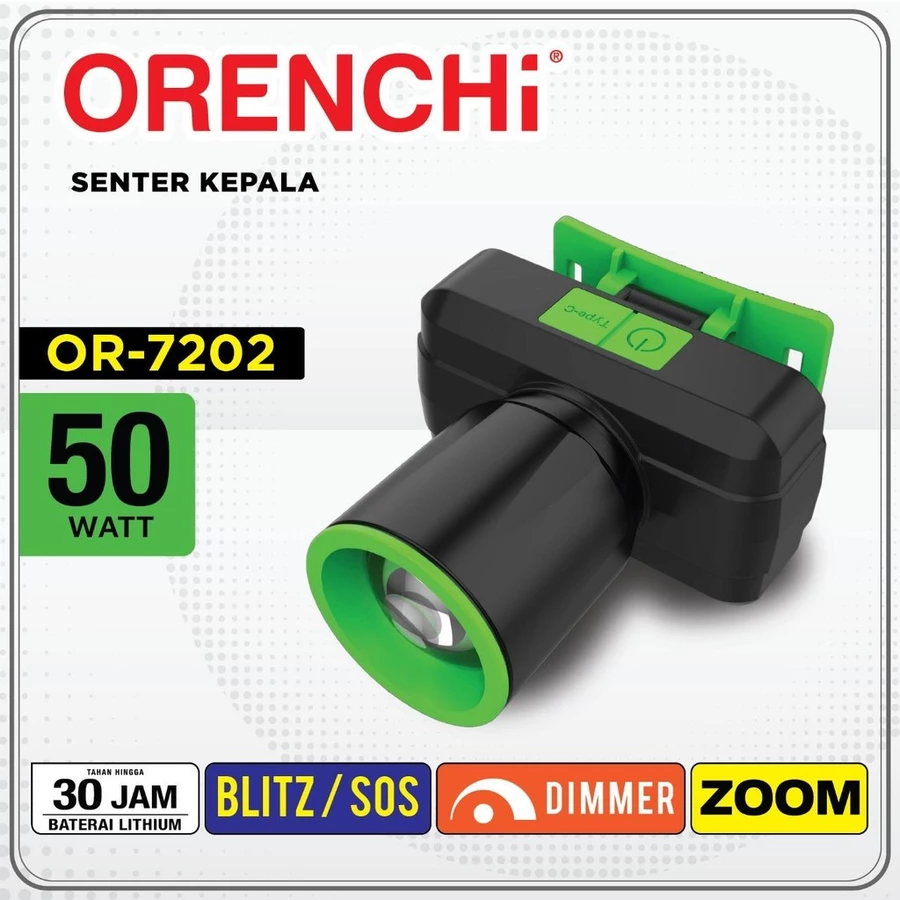 ORENCHi®
SENTER KEPALA
Type-C
OR-7202
50
WATT
TAHAN HINGGA
30 JAM
BATERAI LITHIUM
BLITZ / SOS
DIMMER
ZOOM